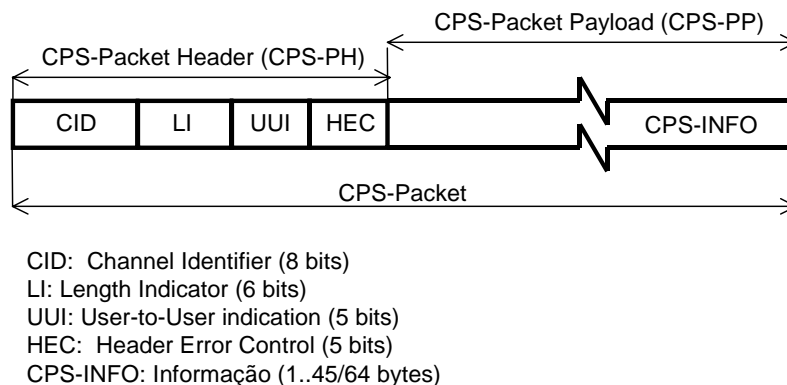 CPS-Packet Payload (CPS-PP)
CPS-Packet Header (CPS-PH)
CID LI UUI HEC CPS-INFO
CPS-Packet
CID: Channel Identifier (8 bits)
LI: Length Indicator (6 bits)
UUI: User-to-User indication (5 bits)
HEC: Header Error Control (5 bits)
CPS-INFO: Informação (1..45/64 bytes)